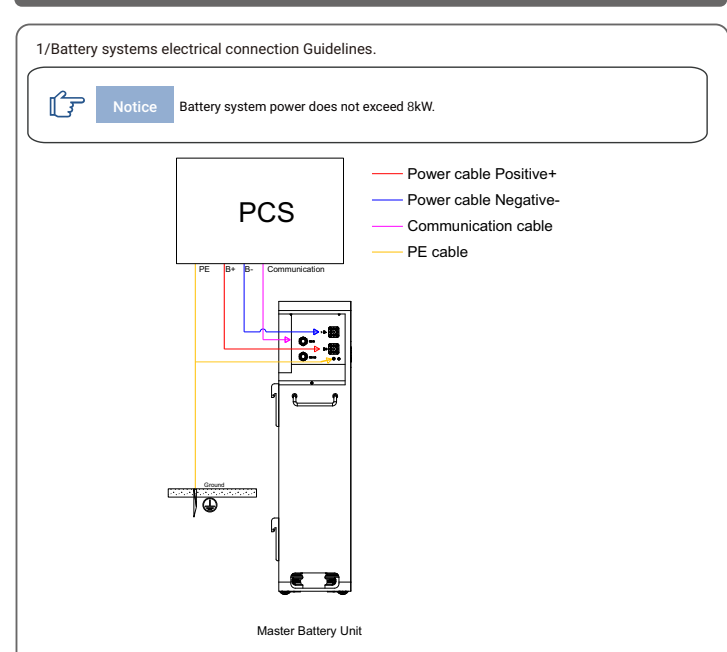 1/Battery systems electrical connection Guidelines.
Notice Battery system power does not exceed 8kW.
PCS
Power cable Positive+
Power cable Negative-
Communication cable
PE cable
PE B+ B- Communication
Ground
Master Battery Unit